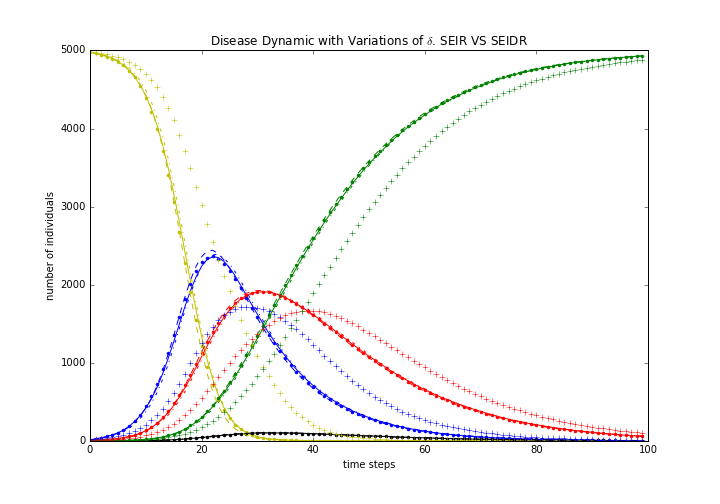 Disease Dynamic with Variations of δ. SEIR VS SEIDR
5000
4000
3000
2000
1000
0
number of individuals
0 20 40 60 80 100
time steps